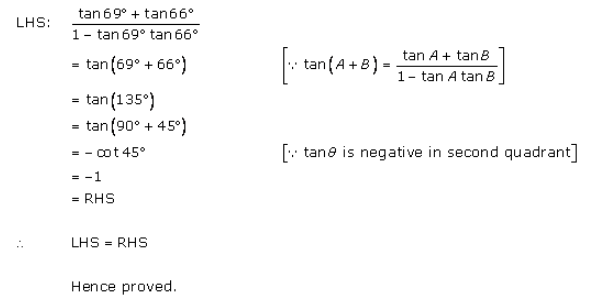 LHS: (tan 69° + tan 66°)/(1 − tan 69° tan 66°)
= tan(69° + 66°) [∵ tan(A + B) = (tan A + tan B)/(1 − tan A tan B)]
= tan(135°)
= tan(90° + 45°)
= − cot 45° [∵ tan θ is negative in second quadrant]
= −1
= RHS
∴ LHS = RHS
Hence proved.